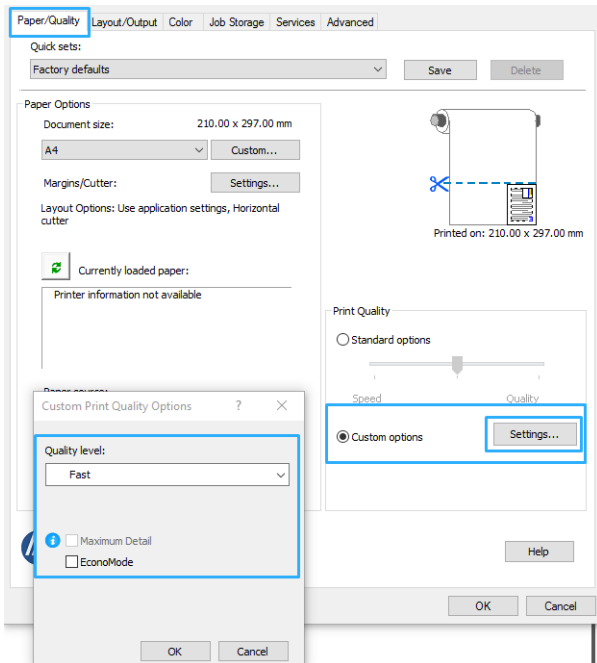 Paper/Quality Layout/Output Color Job Storage Services Advanced
Quick sets:
Factory defaults Save Delete
Paper Options
Document size: 210.00 x 297.00 mm
A4 Custom...
Margins/Cutter: Settings...
Layout Options: Use application settings, Horizontal
cutter
Printed on: 210.00 x 297.00 mm
Currently loaded paper:
Printer information not available
Print Quality
Standard options
Speed Quality
Custom options Settings...
Paper source:
Custom Print Quality Options ? X
Quality level:
Fast
Maximum Detail
EconoMode
OK Cancel
Help
OK Cancel